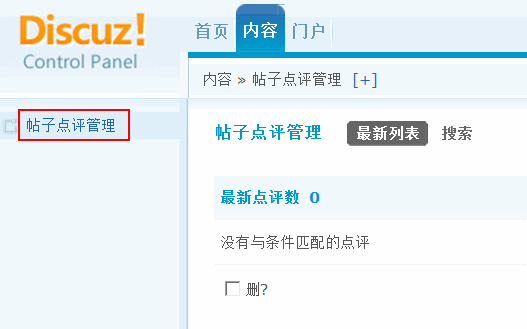 Discuz!
Control Panel
首页 内容 门户
内容 » 帖子点评管理 [+]
帖子点评管理
帖子点评管理 最新列表 搜索
最新点评数 0
没有与条件匹配的点评
删?